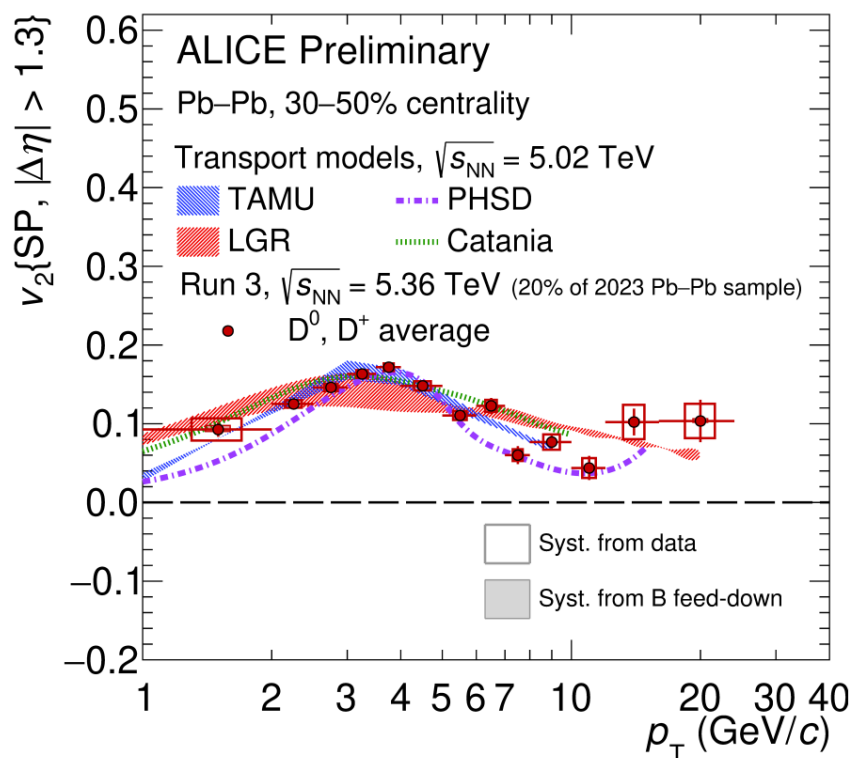 ALICE Preliminary
Pb–Pb, 30–50% centrality
Transport models, √sNN = 5.02 TeV
TAMU PHSD
LGR Catania
Run 3, √sNN = 5.36 TeV (20% of 2023 Pb–Pb sample)
D⁰, D⁺ average
Syst. from data
Syst. from B feed-down
v₂{SP, |Δη| > 1.3}
0.6
0.5
0.4
0.3
0.2
0.1
0.0
−0.1
−0.2
1 2 3 4 5 6 7 10 20 30 40
pT (GeV/c)